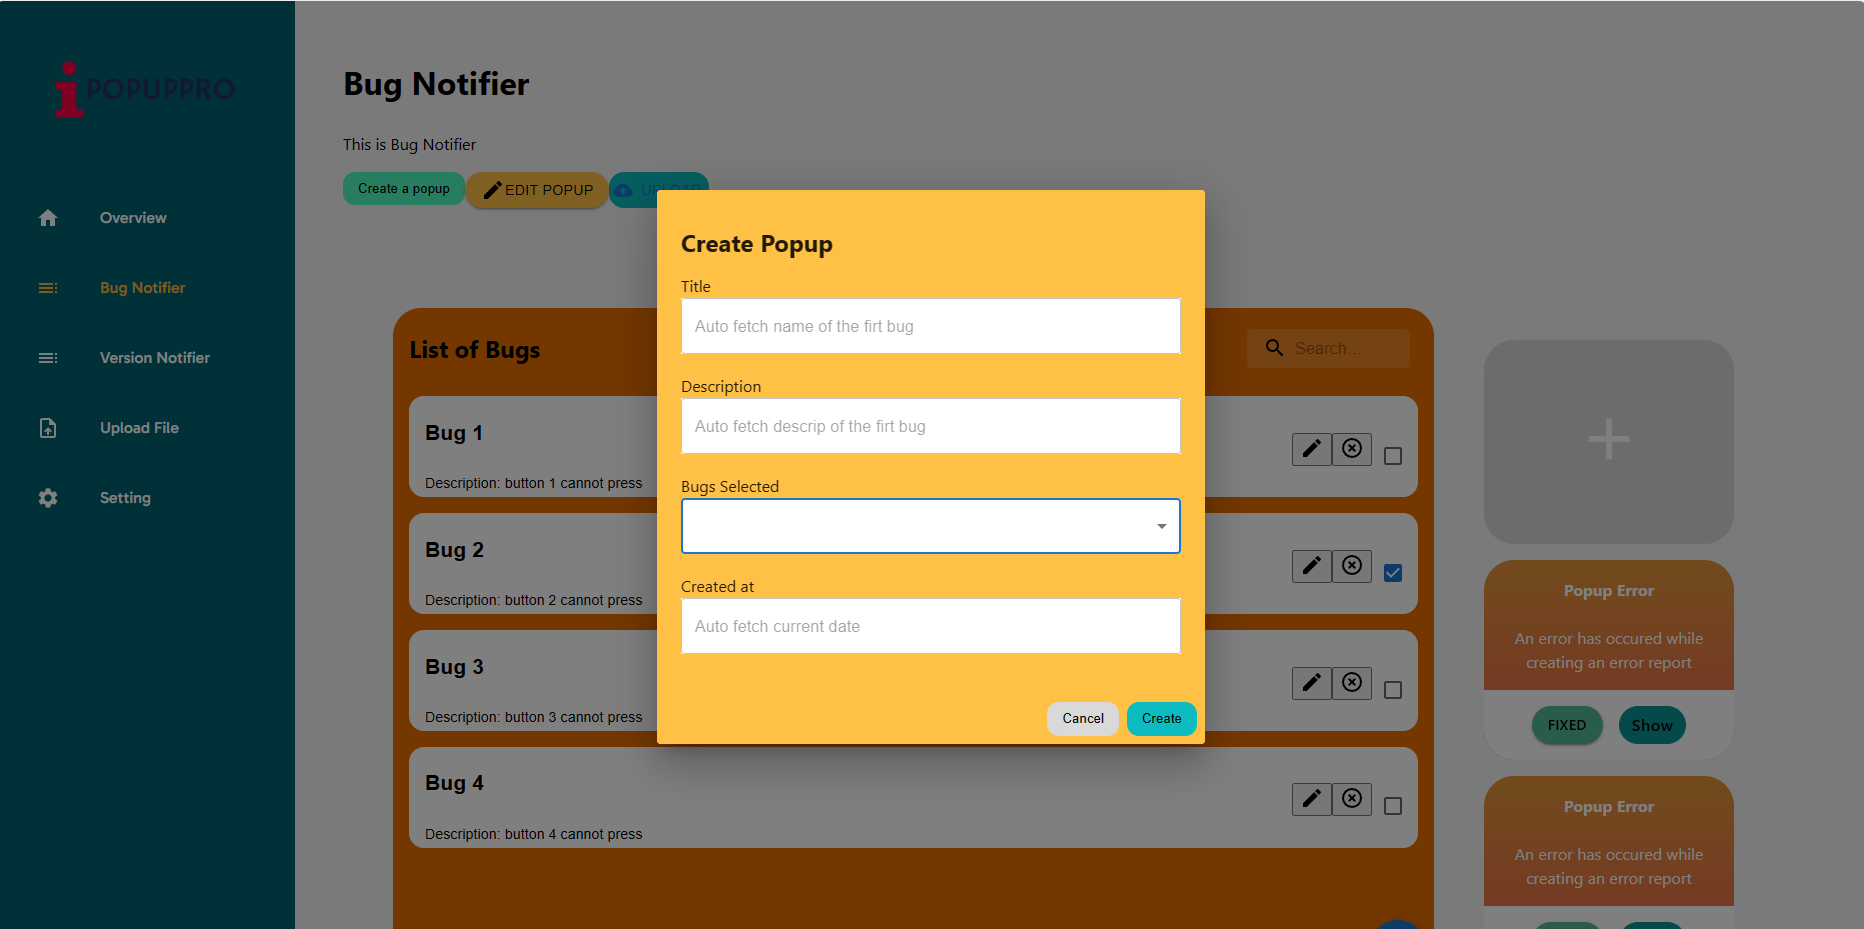 POPUPPRO
Overview
Bug Notifier
Version Notifier
Upload File
Setting
Bug Notifier
This is Bug Notifier
Create a popup
EDIT POPUP
UPLOAD
List of Bugs
Search...
Bug 1
Description: button 1 cannot press
Bug 2
Description: button 2 cannot press
Bug 3
Description: button 3 cannot press
Bug 4
Description: button 4 cannot press
Create Popup
Title
Auto fetch name of the firt bug
Description
Auto fetch descrip of the firt bug
Bugs Selected
Created at
Auto fetch current date
Cancel
Create
Popup Error
An error has occured while
creating an error report
FIXED
Show
Popup Error
An error has occured while
creating an error report